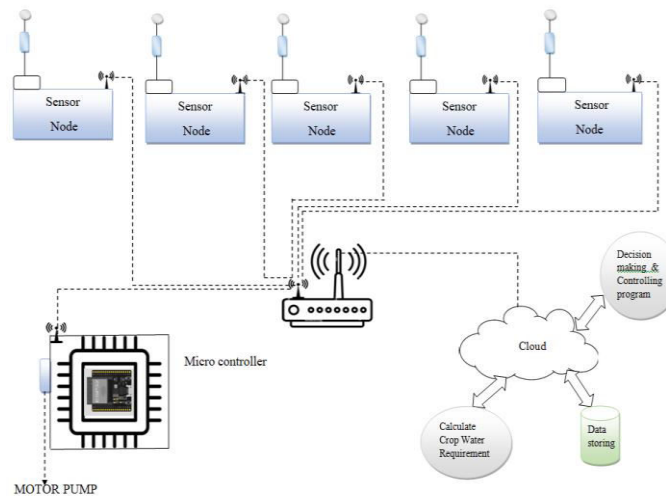 Sensor
Node
Sensor
Node
Sensor
Node
Sensor
Node
Sensor
Node
Decision
making &
Controlling
program
Micro controller
Cloud
Calculate
Crop Water
Requirement
Data
storing
MOTOR PUMP